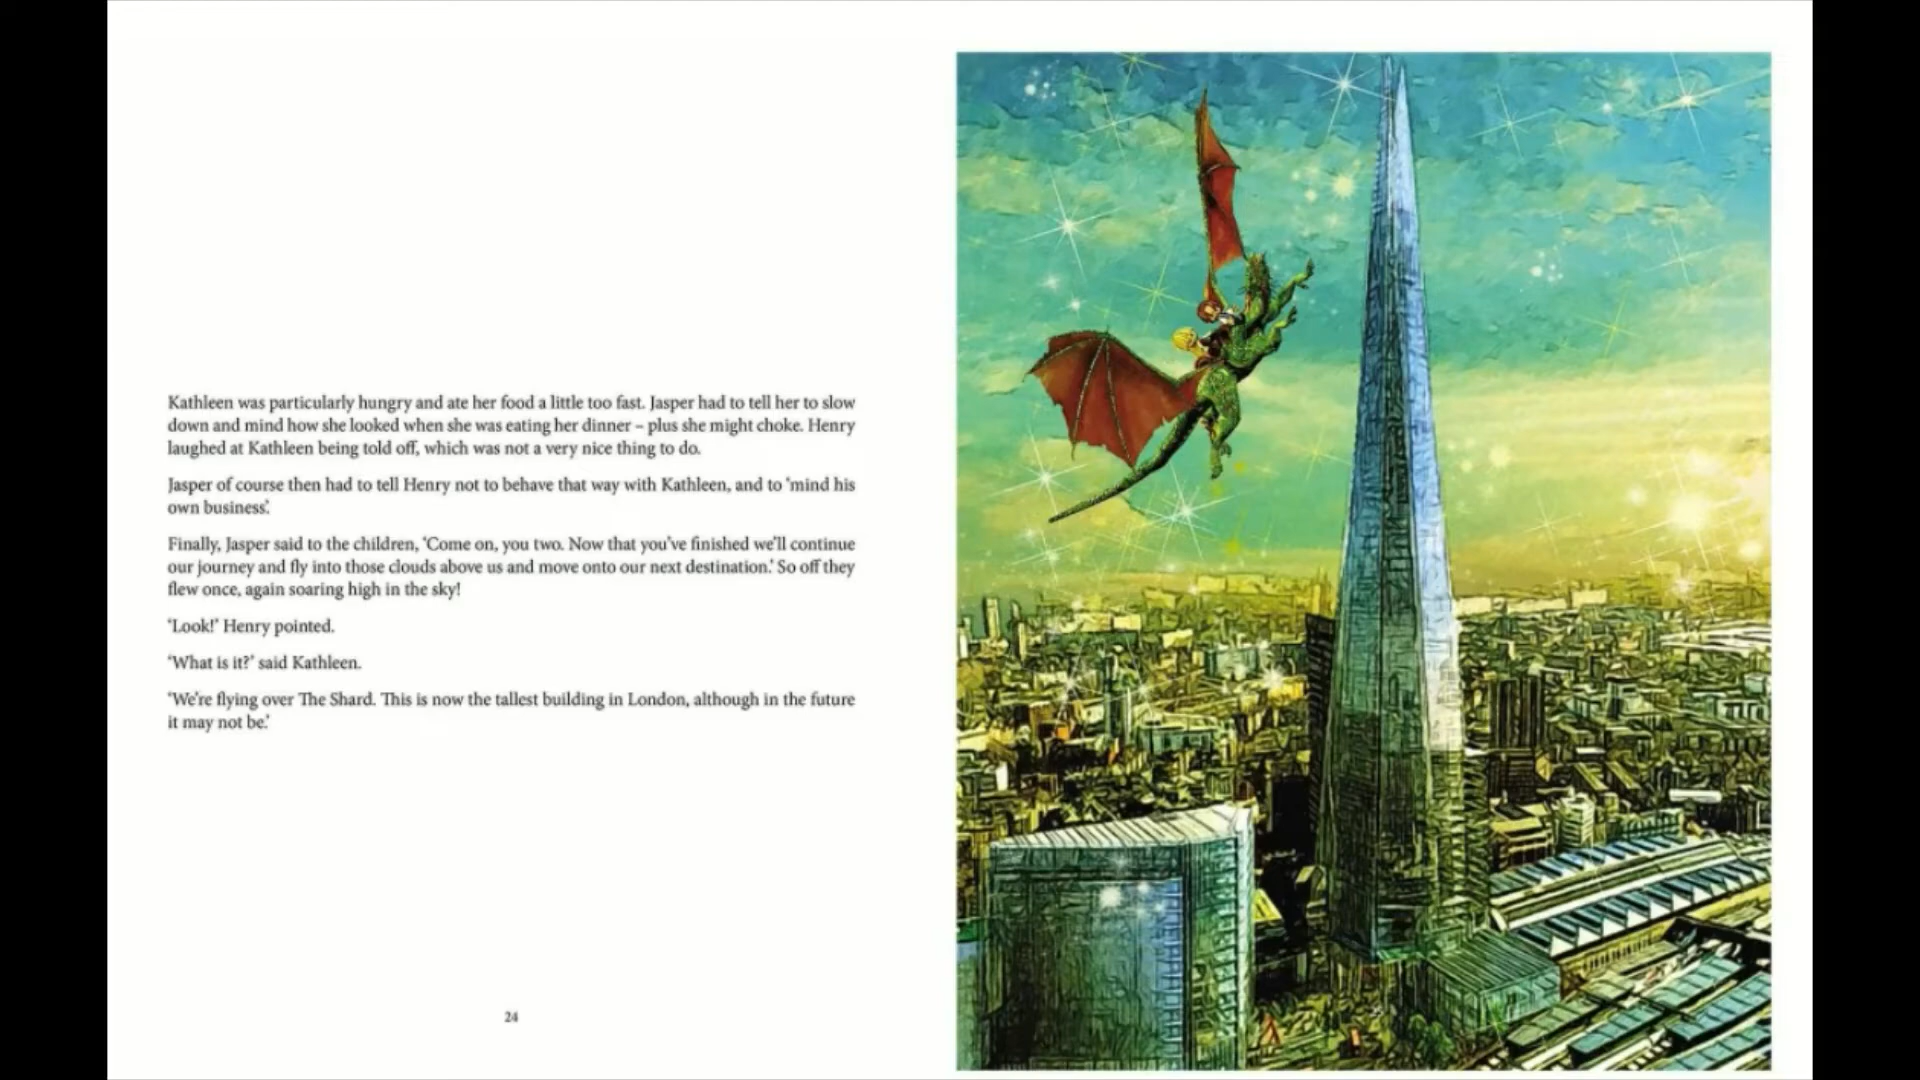 Kathleen was particularly hungry and ate her food a little too fast. Jasper had to tell her to slow
down and mind how she looked when she was eating her dinner – plus she might choke. Henry
laughed at Kathleen being told off, which was not a very nice thing to do.
Jasper of course then had to tell Henry not to behave that way with Kathleen, and to ‘mind his
own business’.
Finally, Jasper said to the children, ‘Come on, you two. Now that you’ve finished we’ll continue
our journey and fly into those clouds above us and move onto our next destination.’ So off they
flew once, again soaring high in the sky!
‘Look!’ Henry pointed.
‘What is it?’ said Kathleen.
‘We’re flying over The Shard. This is now the tallest building in London, although in the future
it may not be.’
24